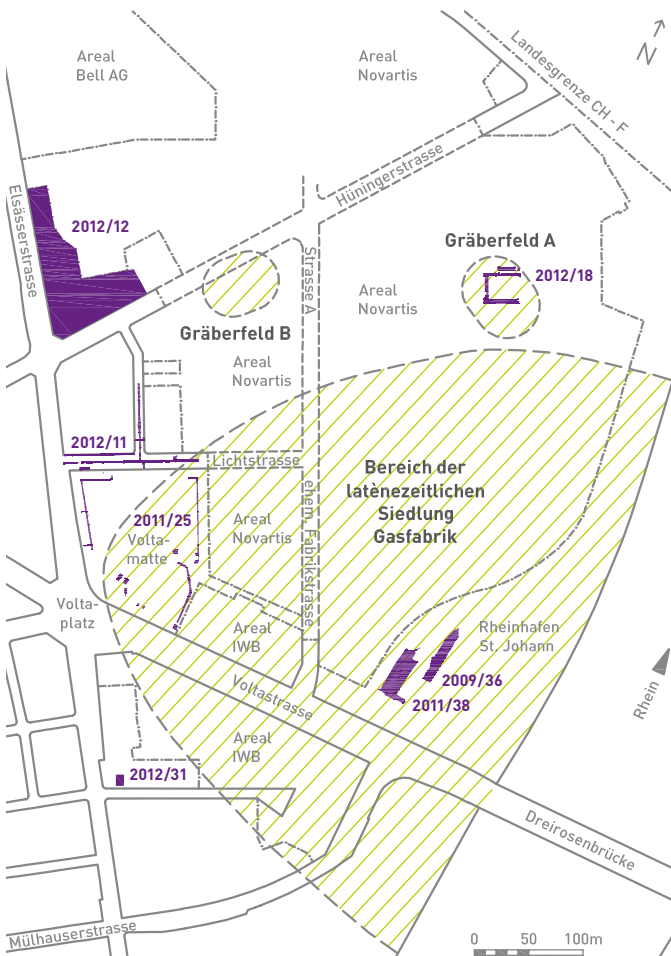 Areal
Bell AG
Areal
Novartis
Landesgrenze CH - F
N
Hüningerstrasse
Elsässerstrasse
2012/12
Gräberfeld A
2012/18
Strasse A
Areal
Novartis
Gräberfeld B
Areal
Novartis
2012/11
Lichtstrasse
Bereich der
latènezeitlichen
Siedlung
Gasfabrik
ehem. Fabrikstrasse
2011/25
Volta-
matte
Areal
Novartis
Volta-
platz
Areal
IWB
Rheinhafen
St. Johann
2009/36
2011/38
Rhein
Voltastrasse
Areal
IWB
2012/31
Dreirosenbrücke
Mülhauserstrasse
0 50 100m